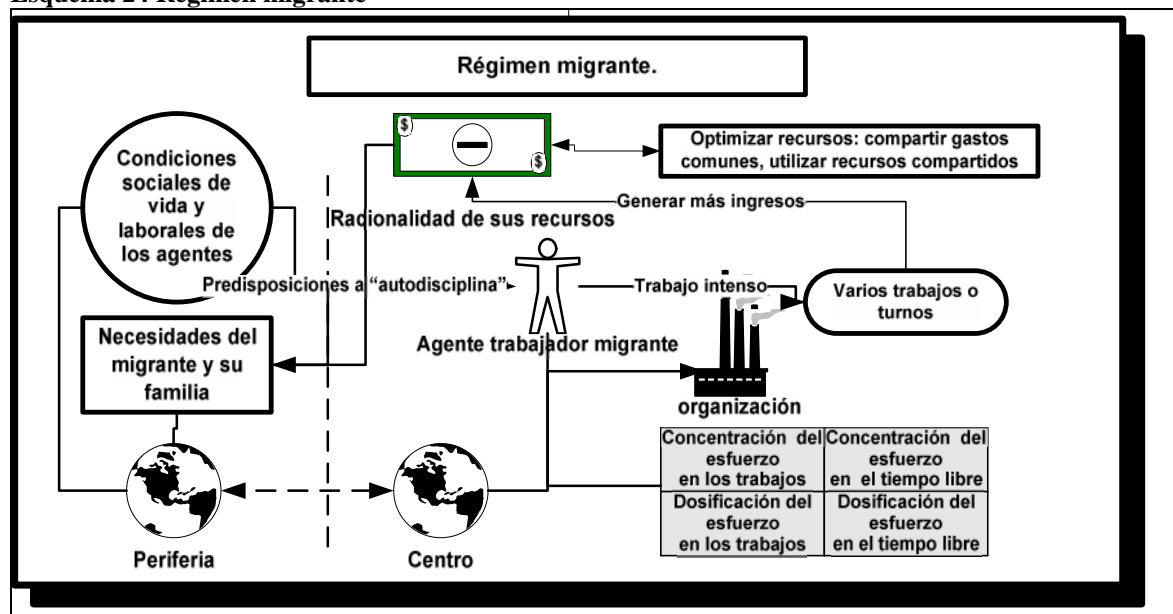 Esquema 24 Régimen migrante
Régimen migrante.
Condiciones
sociales de
vida y
laborales de
los agentes
$
$
Optimizar recursos: compartir gastos
comunes, utilizar recursos compartidos
Generar más ingresos
Radionalidad de sus recursos
Predisposiciones a “autodisciplina”
Trabajo intenso
Varios trabajos o
turnos
Necesidades del
migrante y su
familia
Agente trabajador migrante
organización
Concentración del
esfuerzo
en los trabajos
Concentración del
esfuerzo
en el tiempo libre
Dosificación del
esfuerzo
en los trabajos
Dosificación del
esfuerzo
en el tiempo libre
Periferia
Centro